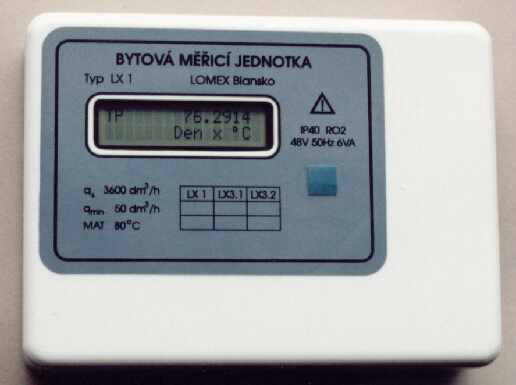 BYTOVÁ MĚŘICÍ JEDNOTKA
Typ LX 1 LOMEX Blansko
TP 76.2914
Den x °C
IP40 RO2
48V 50Hz 6VA
qs 3600 dm³/h
qmin. 50 dm³/h
MAT 80°C
LX 1 LX3.1 LX3.2